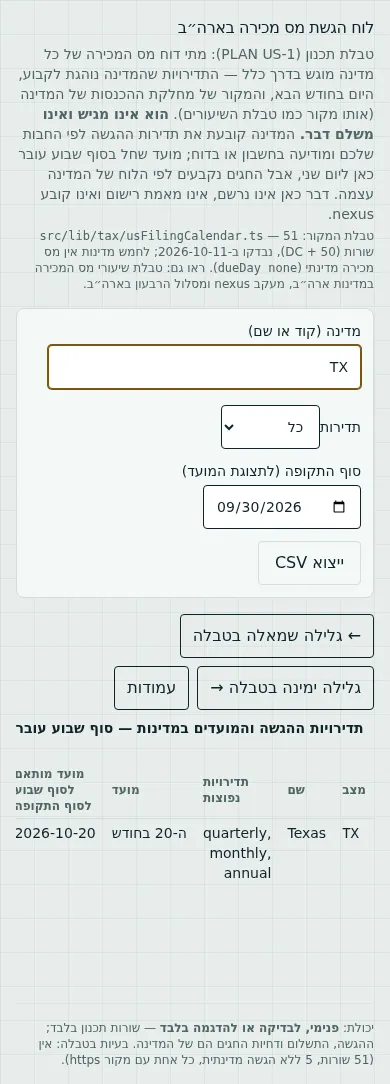 לוח הגשת מס מכירה בארה״ב
טבלת תכנון (PLAN US-1): מתי דוח מס המכירה של כל
מדינה מוגש בדרך כלל — התדירויות שהמדינה נוהגת לקבוע,
היום בחודש הבא, והמקור של מחלקת ההכנסות של המדינה
(אותו מקור כמו טבלת השיעורים). הוא אינו מגיש ואינו
משלם דבר. המדינה קובעת את תדירות ההגשה לפי החבות
שלכם ומודיעה בחשבון או בדוח; מועד שחל בסוף שבוע עובר
כאן ליום שני, אבל החגים נקבעים לפי הלוח של המדינה
עצמה. דבר כאן אינו נרשם, אינו מאמת רישום ואינו קובע
nexus.
טבלת המקור: src/lib/tax/usFilingCalendar.ts — 51
שורות (50 + DC), נבדקו ב-2026-10-11; לחמש מדינות אין מס
מכירה מדינתי (dueDay none). ראו גם: טבלת שיעורי מס המכירה
במדינות ארה״ב, מעקב nexus ומסלול הרבעון בארה״ב.
מדינה (קוד או שם)
TX
תדירות
כל
סוף התקופה (לתצוגת המועד)
09/30/2026
ייצוא CSV
← גלילה שמאלה בטבלה
גלילה ימינה בטבלה →
עמודות
תדירויות ההגשה והמועדים במדינות — סוף שבוע עובר
מצב
שם
תדירויות
נפוצות
מועד
מועד מותאם
לסוף שבוע
לסוף התקופה
TX
Texas
quarterly,
monthly,
annual
ה-20 בחודש
2026-10-20
יכולת: פנימי, לבדיקה או להדגמה בלבד — שורות תכנון בלבד;
ההגשה, התשלום ודחיות החגים הם של המדינה. בעיות בטבלה: אין
(51 שורות, 5 ללא הגשה מדינתית, כל אחת עם מקור https).